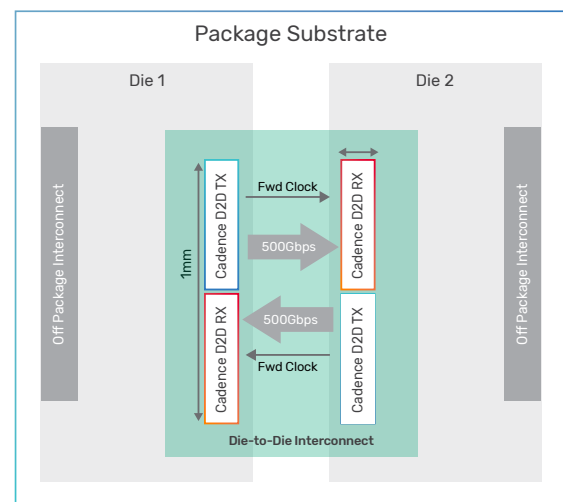 Package Substrate
Die 1
Die 2
Off Package Interconnect
1mm
Cadence D2D TX
Fwd Clock
Cadence D2D RX
500Gbps
Cadence D2D RX
500Gbps
Cadence D2D TX
Fwd Clock
Off Package Interconnect
Die-to-Die Interconnect